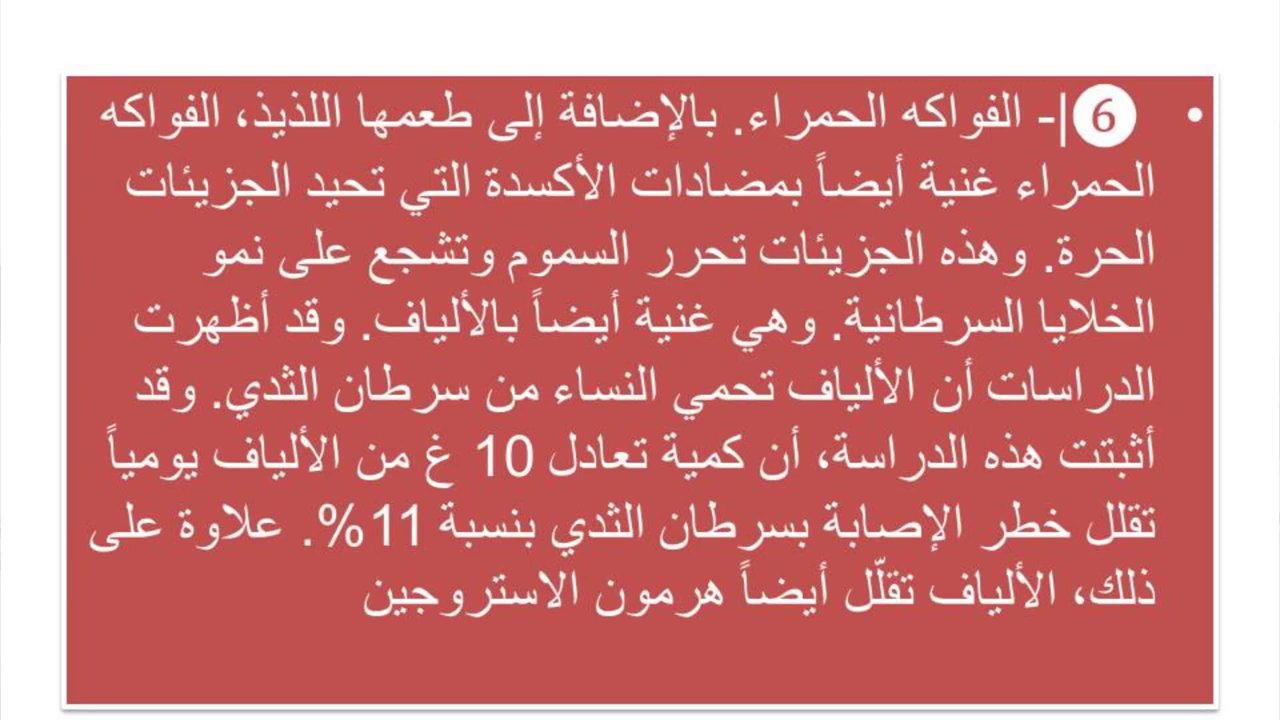 • ❻|- الفواكه الحمراء. بالإضافة إلى طعمها اللذيذ، الفواكه
الحمراء غنية أيضاً بمضادات الأكسدة التي تحيد الجزيئات
الحرة. وهذه الجزيئات تحرر السموم وتشجع على نمو
الخلايا السرطانية. وهي غنية أيضاً بالألياف. وقد أظهرت
الدراسات أن الألياف تحمي النساء من سرطان الثدي. وقد
أثبتت هذه الدراسة، أن كمية تعادل 10 غ من الألياف يومياً
تقلل خطر الإصابة بسرطان الثدي بنسبة 11%. علاوة على
ذلك، الألياف تقلّل أيضاً هرمون الاستروجين